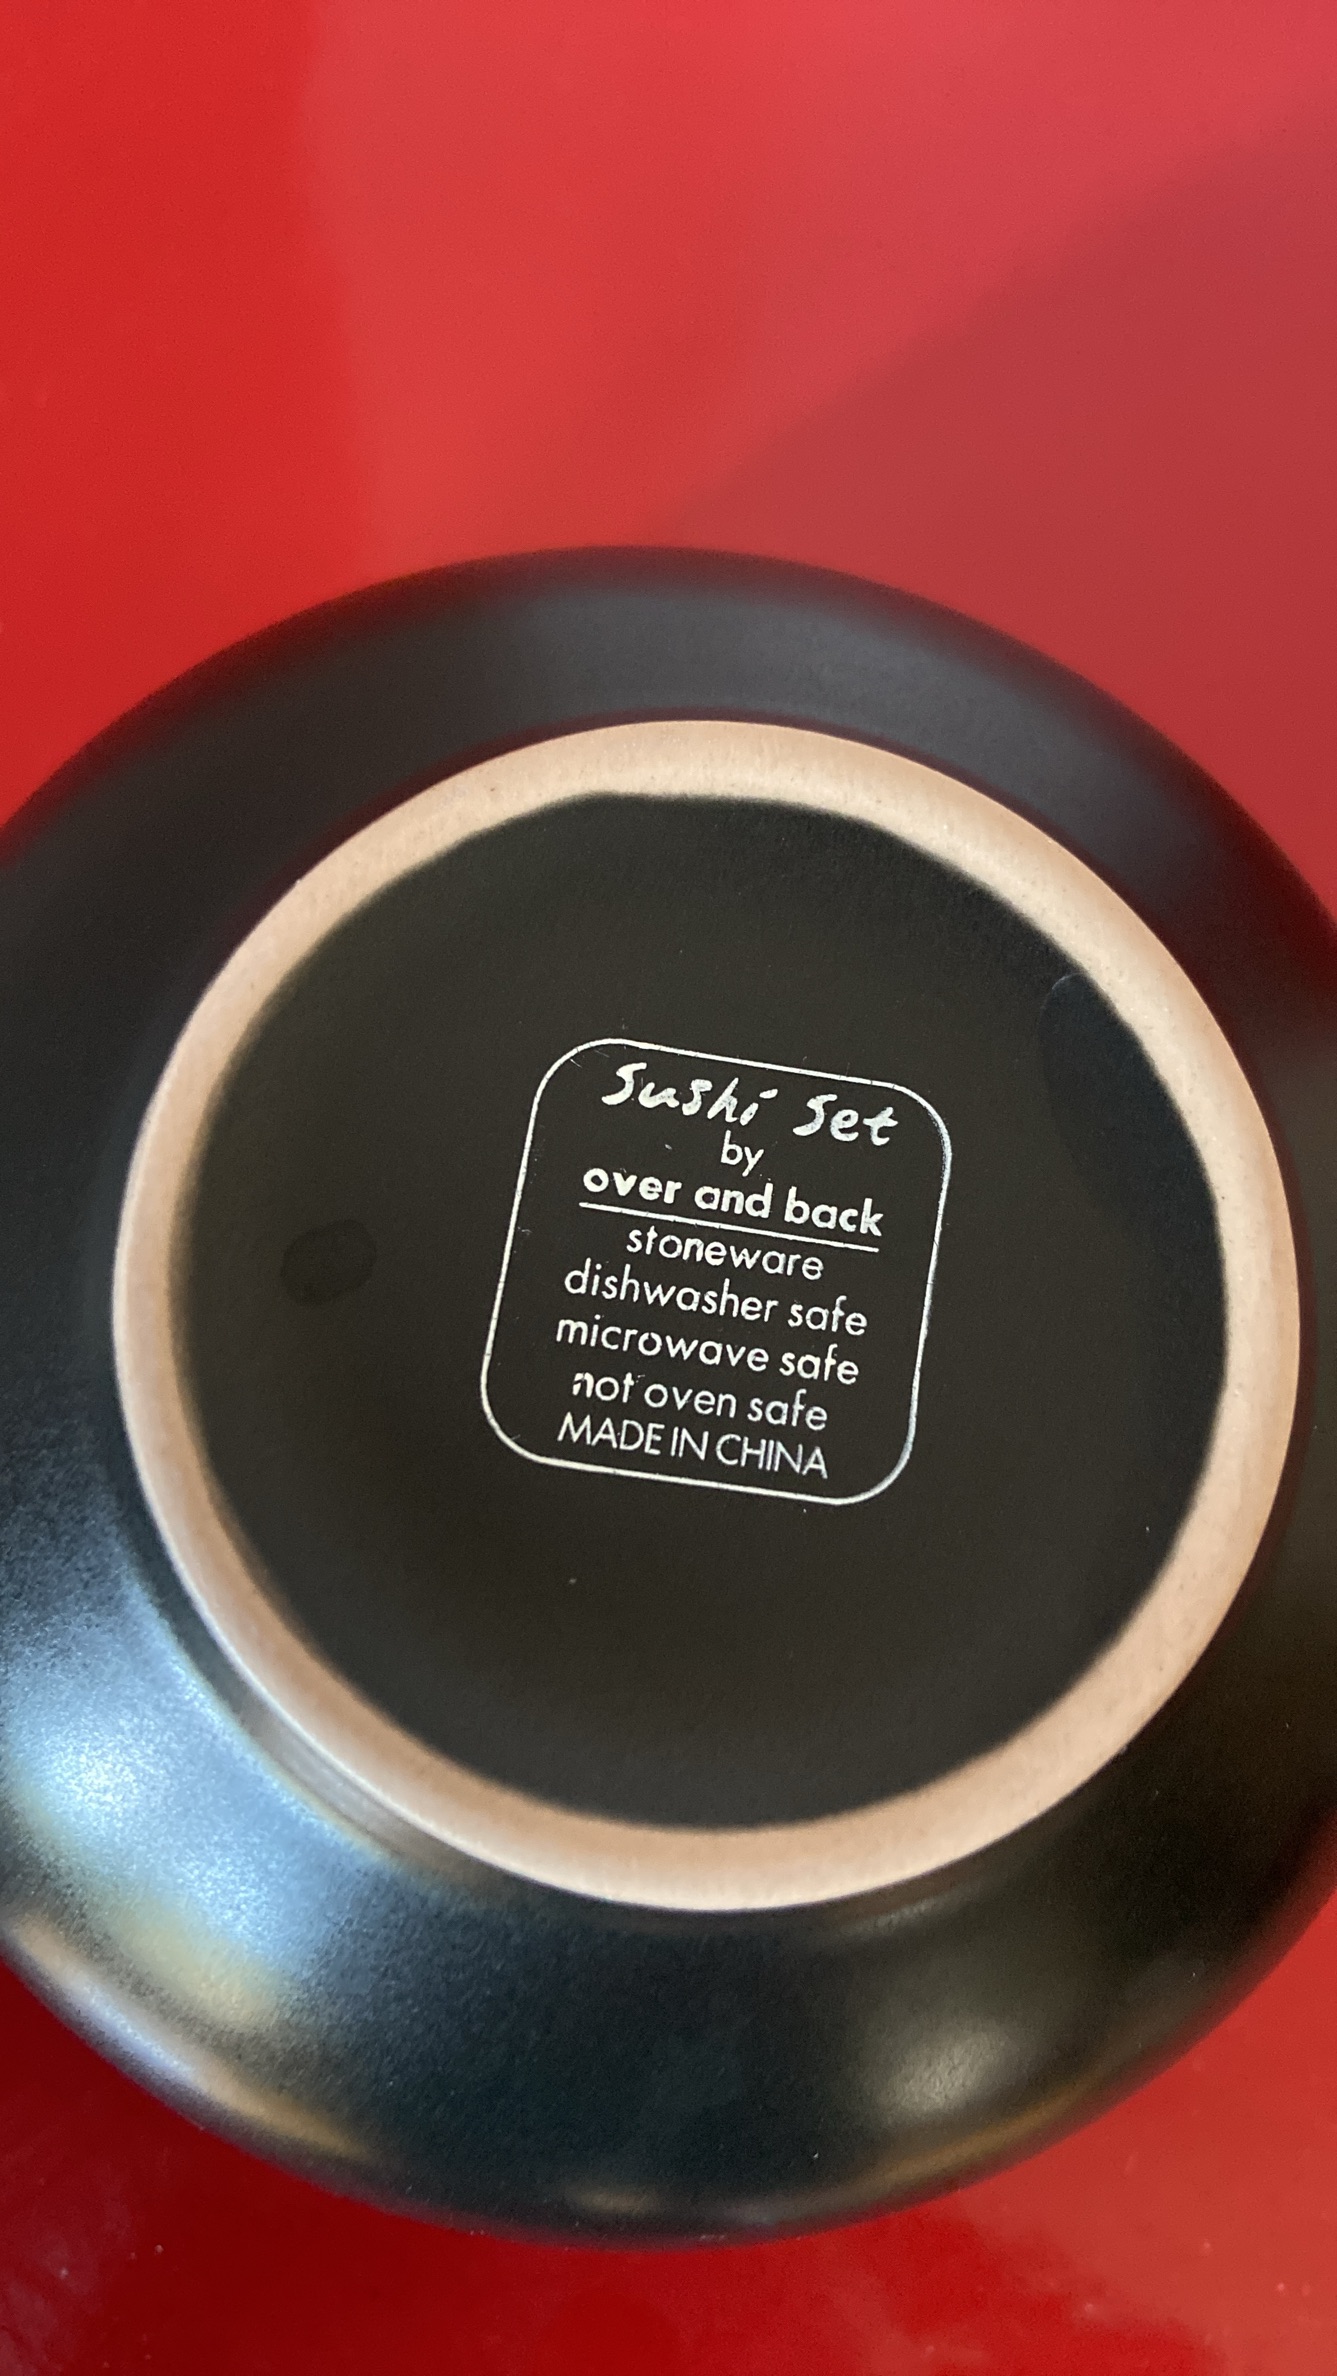 Sushi Set
by
over and back
stoneware
dishwasher safe
microwave safe
not oven safe
MADE IN CHINA